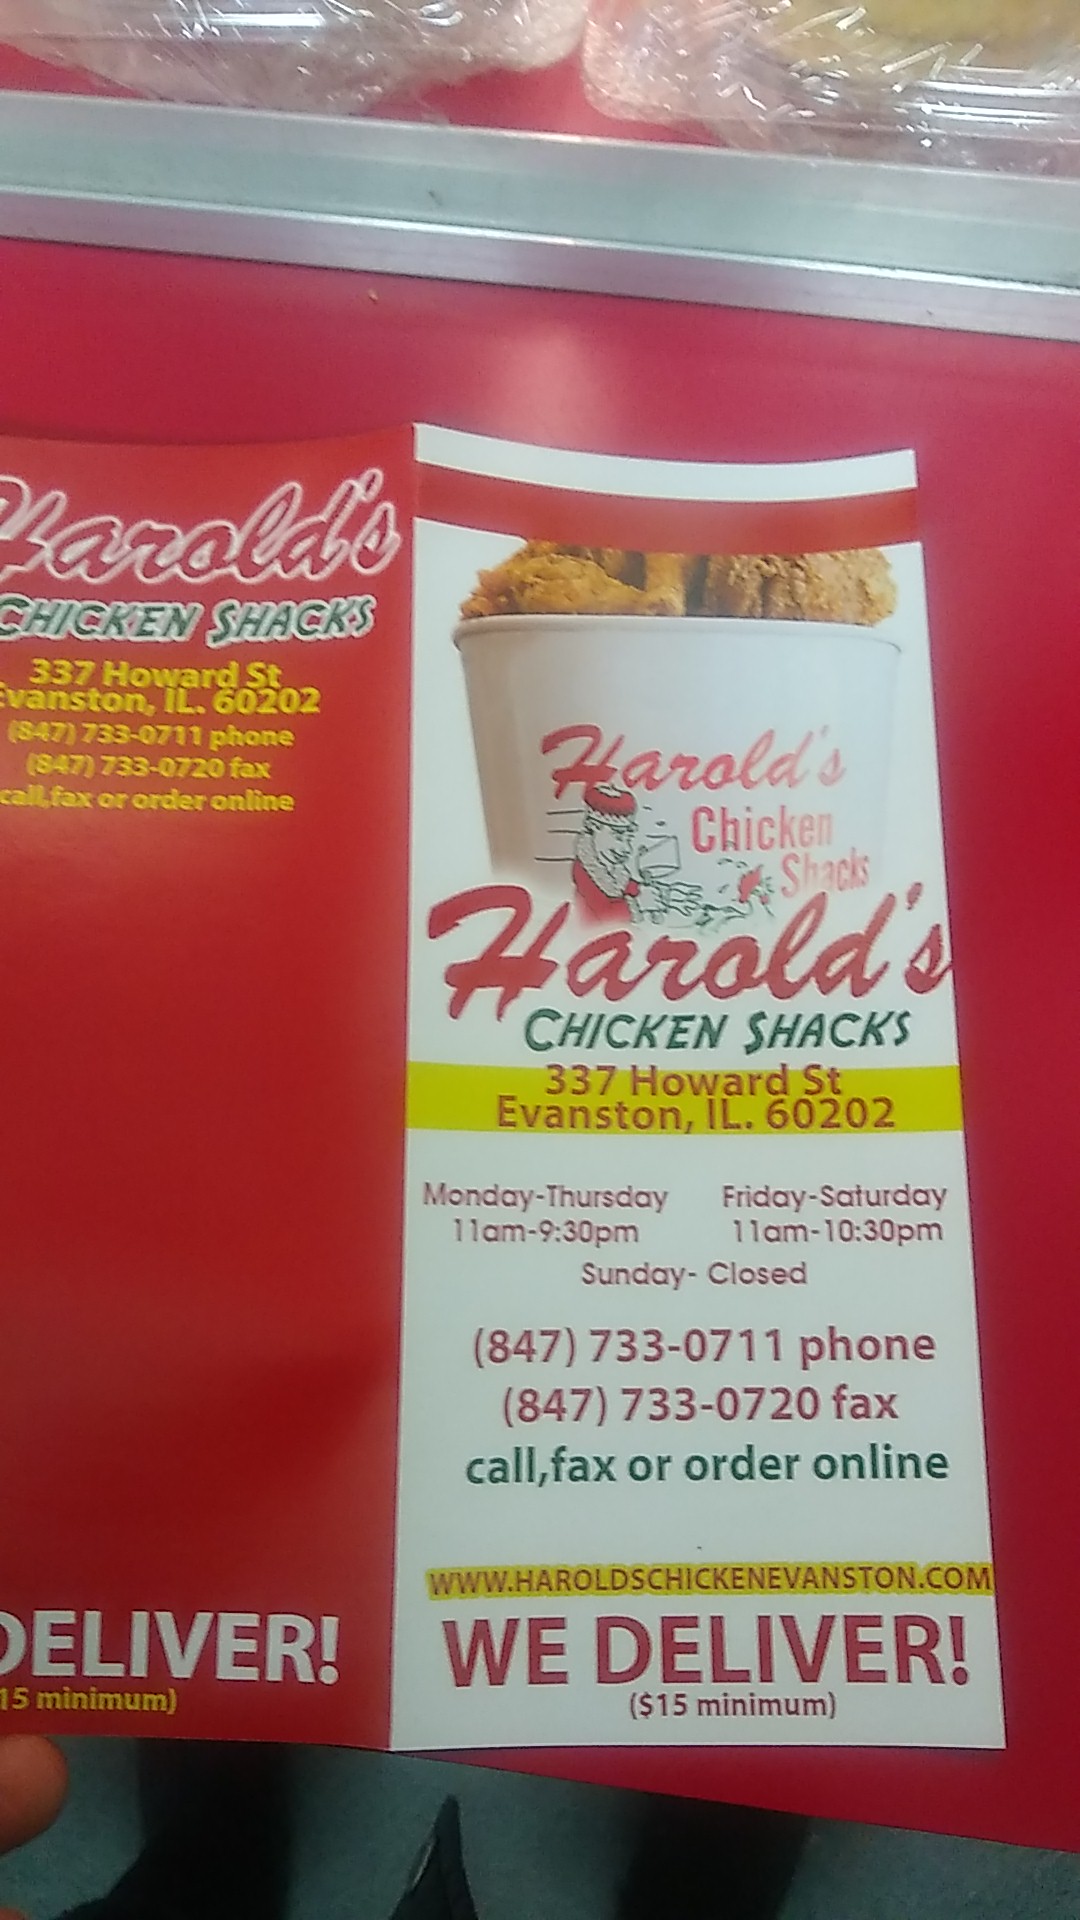 Harold's
CHICKEN SHACKS
337 Howard St
Evanston, IL. 60202
(847) 733-0711 phone
(847) 733-0720 fax
call,fax or order online
DELIVER!
15 minimum)
Harold's
Chicken
Shacks
Harold's
CHICKEN SHACKS
337 Howard St
Evanston, IL. 60202
Monday-Thursday
11am-9:30pm
Friday-Saturday
11am-10:30pm
Sunday- Closed
(847) 733-0711 phone
(847) 733-0720 fax
call,fax or order online
WWW.HAROLDSCHICKENEVANSTON.COM
WE DELIVER!
($15 minimum)